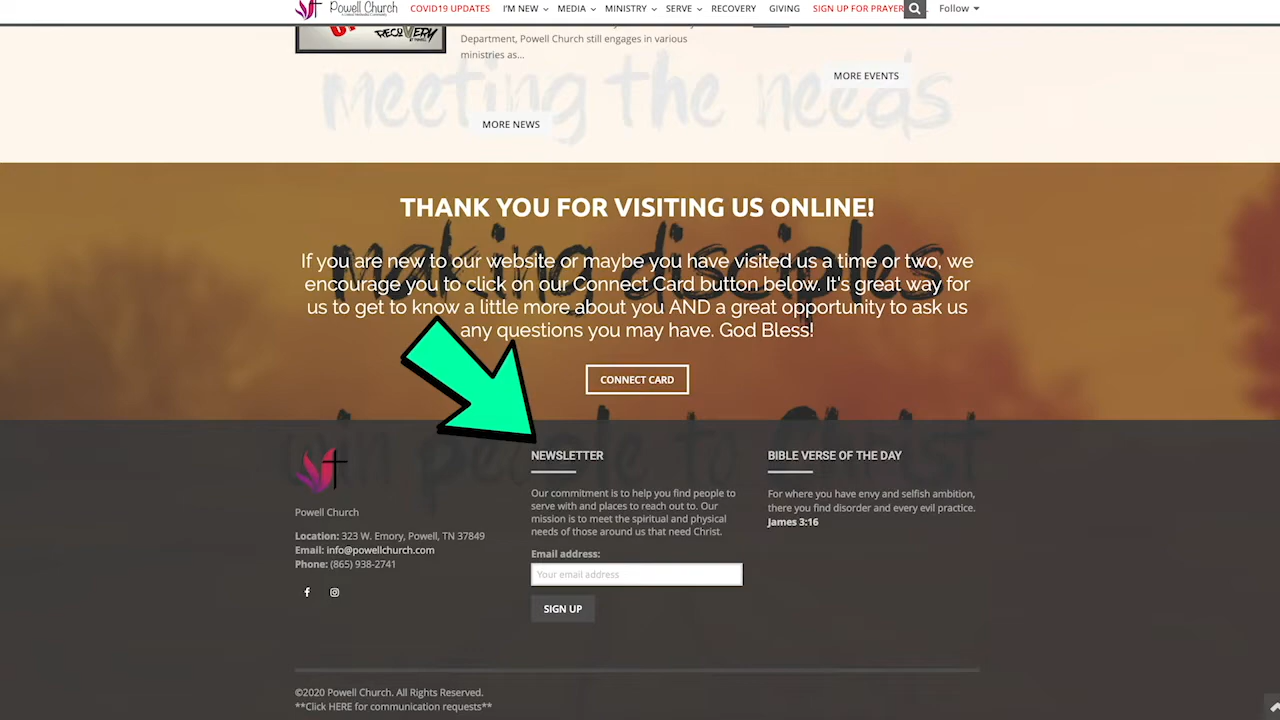 Powell Church
COVID19 UPDATES I'M NEW MEDIA MINISTRY SERVE RECOVERY GIVING SIGN UP FOR PRAYER Follow
RECOVERY
Department, Powell Church still engages in various
ministries as...
MORE EVENTS
meeting the needs
MORE NEWS
THANK YOU FOR VISITING US ONLINE!
making disciples
If you are new to our website or maybe you have visited us a time or two, we
encourage you to click on our Connect Card button below. It's great way for
us to get to know a little more about you AND a great opportunity to ask us
any questions you may have. God Bless!
CONNECT CARD
win people to Christ
Powell Church
Location: 323 W. Emory, Powell, TN 37849
Email: info@powellchurch.com
Phone: (865) 938-2741
NEWSLETTER
Our commitment is to help you find people to
serve with and places to reach out to. Our
mission is to meet the spiritual and physical
needs of those around us that need Christ.
Email address:
Your email address
SIGN UP
BIBLE VERSE OF THE DAY
For where you have envy and selfish ambition,
there you find disorder and every evil practice.
James 3:16
©2020 Powell Church. All Rights Reserved.
**Click HERE for communication requests**